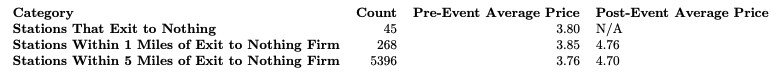 Category Count Pre-Event Average Price Post-Event Average Price
Stations That Exit to Nothing 45 3.80 N/A
Stations Within 1 Miles of Exit to Nothing Firm 268 3.85 4.76
Stations Within 5 Miles of Exit to Nothing Firm 5396 3.76 4.70